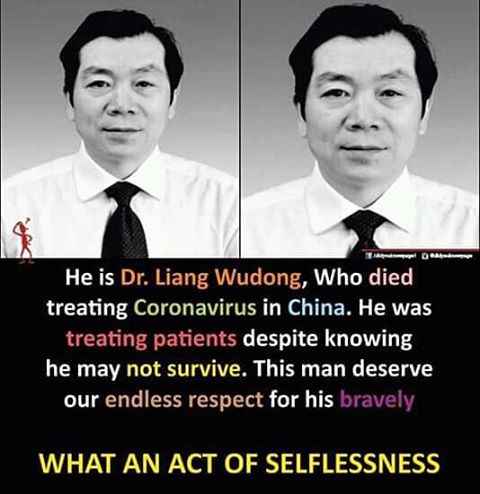 He is Dr. Liang Wudong, Who died
treating Coronavirus in China. He was
treating patients despite knowing
he may not survive. This man deserve
our endless respect for his bravely
WHAT AN ACT OF SELFLESSNESS